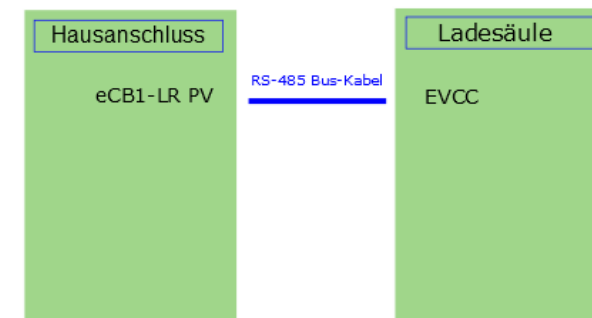 Hausanschluss
Ladesäule
eCB1-LR PV
RS-485 Bus-Kabel
EVCC